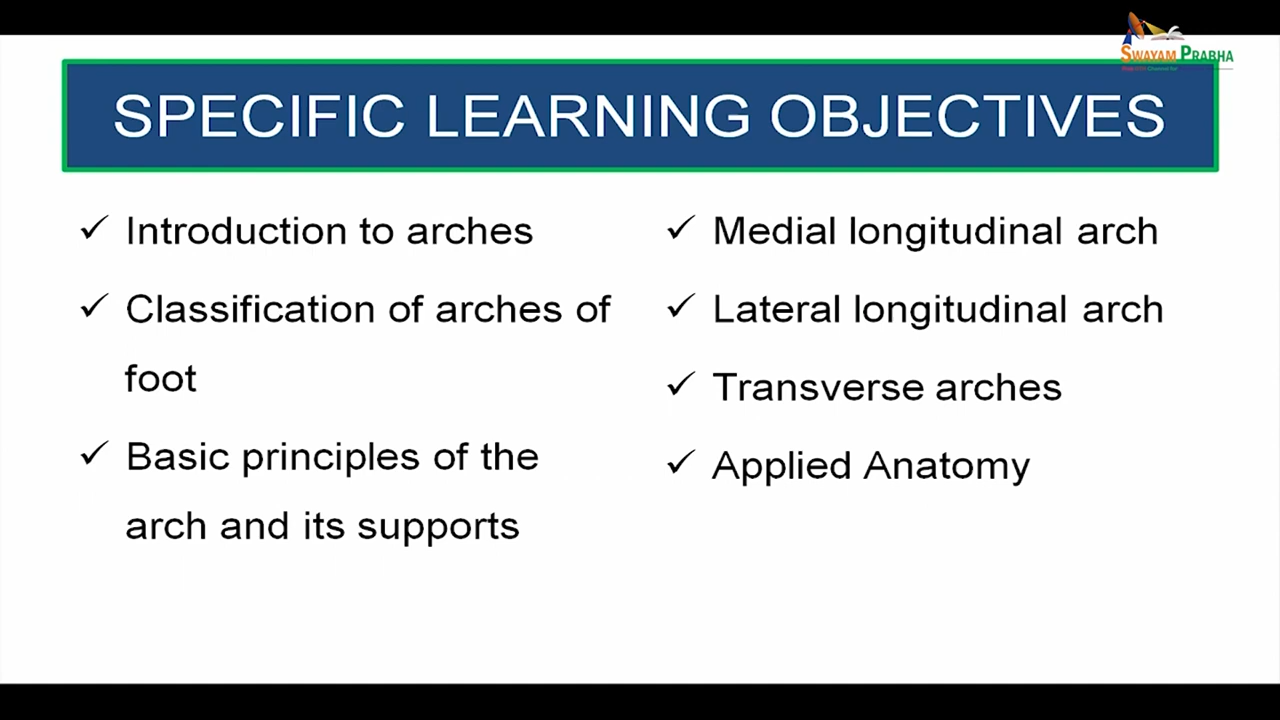 SWAYAM PRABHA
SPECIFIC LEARNING OBJECTIVES
✓ Introduction to arches
✓ Classification of arches of
foot
✓ Basic principles of the
arch and its supports
✓ Medial longitudinal arch
✓ Lateral longitudinal arch
✓ Transverse arches
✓ Applied Anatomy